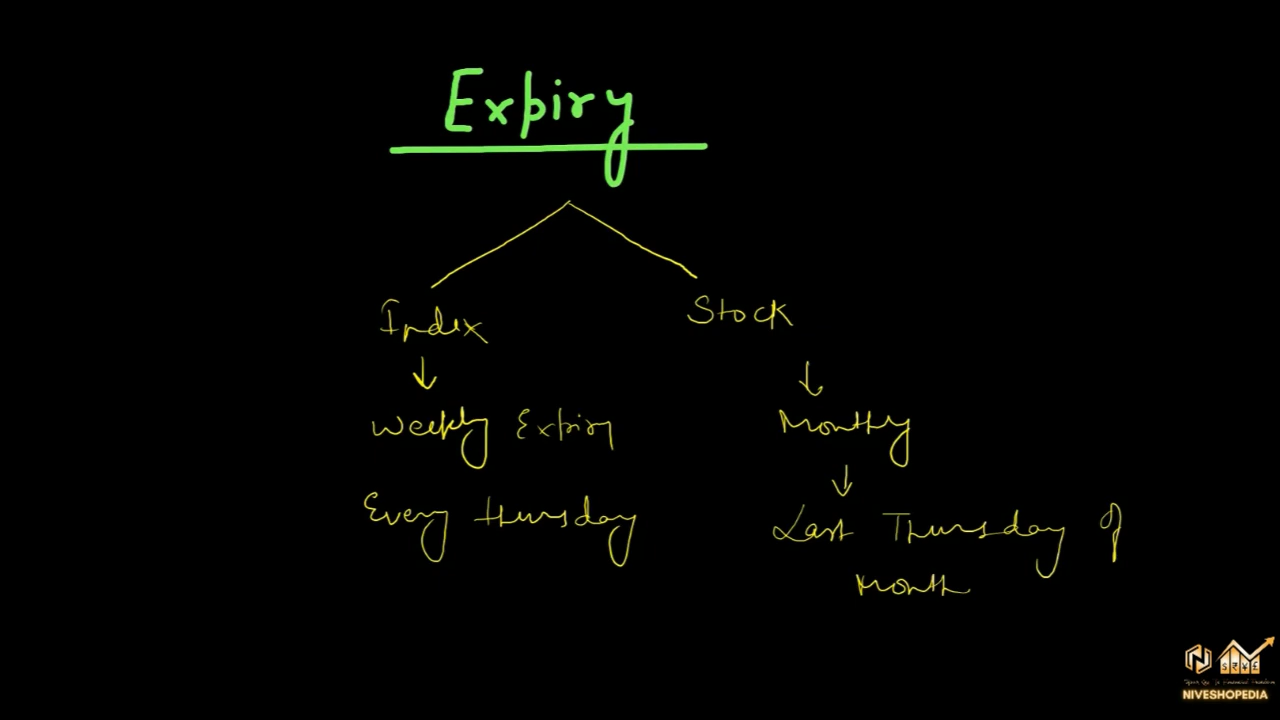 Expiry
Index
Stock
Weekly Expiry
Monthly
Every thursday
Last Thursday of
Month
N
NIVESHOPEDIA